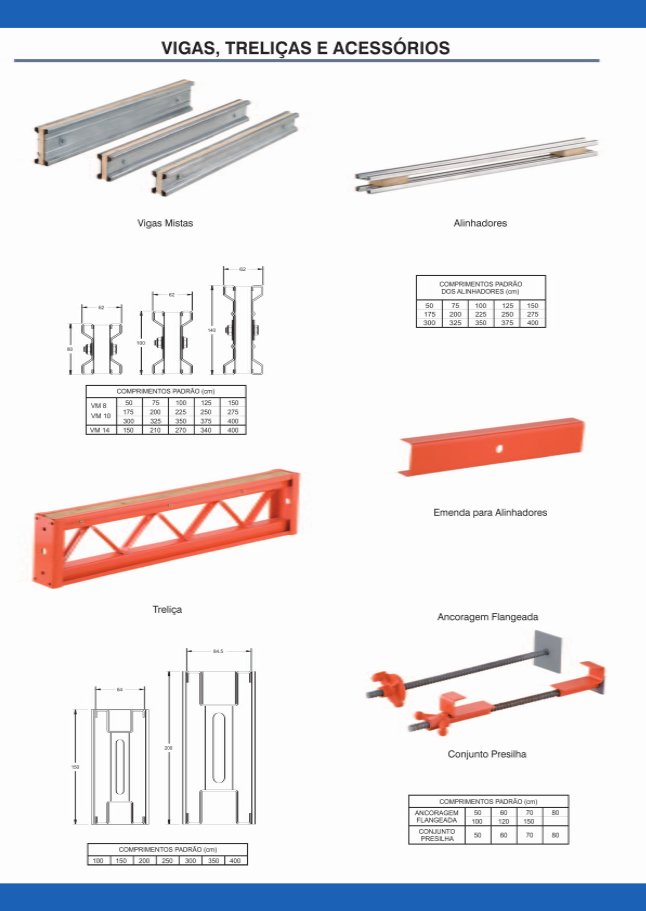 VIGAS, TRELIÇAS E ACESSÓRIOS
Vigas Mistas
Alinhadores
62
62
62
80
100
140
COMPRIMENTOS PADRÃO (cm)
VM 8
VM 10
50 75 100 125 150
175 200 225 250 275
300 325 350 375 400
VM 14 150 210 270 340 400
COMPRIMENTOS PADRÃO
DOS ALINHADORES (cm)
50 75 100 125 150
175 200 225 250 275
300 325 350 375 400
Emenda para Alinhadores
Treliça
64
64.5
150
200
COMPRIMENTOS PADRÃO (cm)
100 150 200 250 300 350 400
Ancoragem Flangeada
Conjunto Presilha
COMPRIMENTOS PADRÃO (cm)
ANCORAGEM
FLANGEADA
50 60 70 80
100 120 150
CONJUNTO
PRESILHA
50 60 70 80